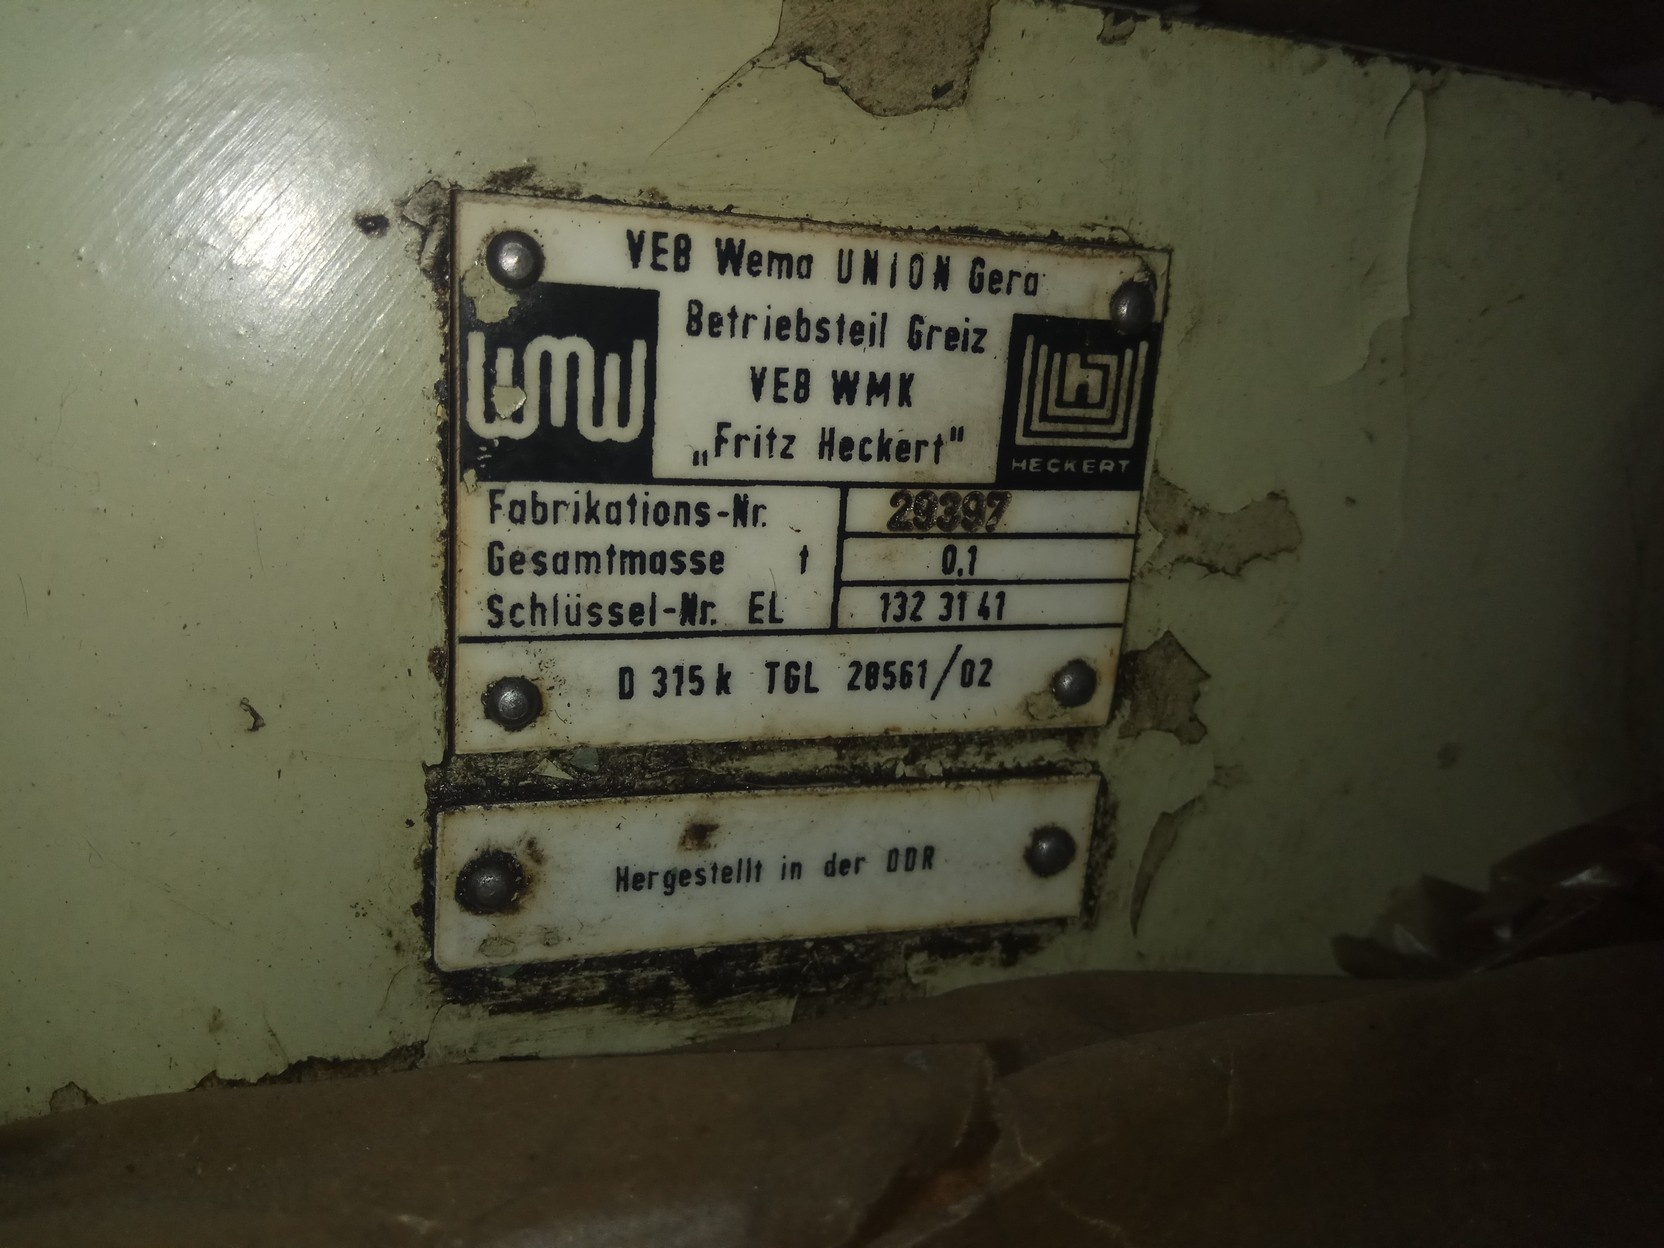 VEB Wema UNION Gera
Betriebsteil Greiz
VEB WMK
„Fritz Heckert"
wmw
HECKERT
Fabrikations-Nr. 29397
Gesamtmasse t 0,1
Schlüssel-Nr. EL 132 31 41
D 315 k TGL 28561/02
Hergestellt in der DDR